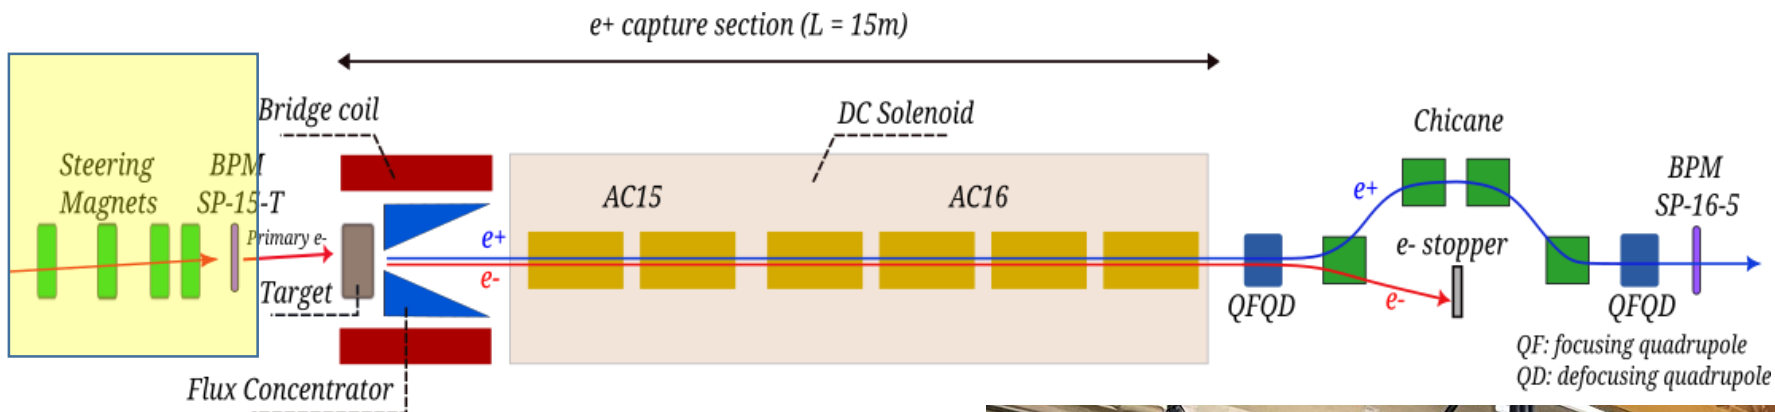 e+ capture section (L = 15m)
Bridge coil
DC Solenoid
Chicane
Steering
Magnets
BPM
SP-15-T
Primary e-
Target
Flux Concentrator
e+
e-
AC15
AC16
QFQD
e+
e-
e- stopper
BPM
SP-16-5
QFQD
QF: focusing quadrupole
QD: defocusing quadrupole